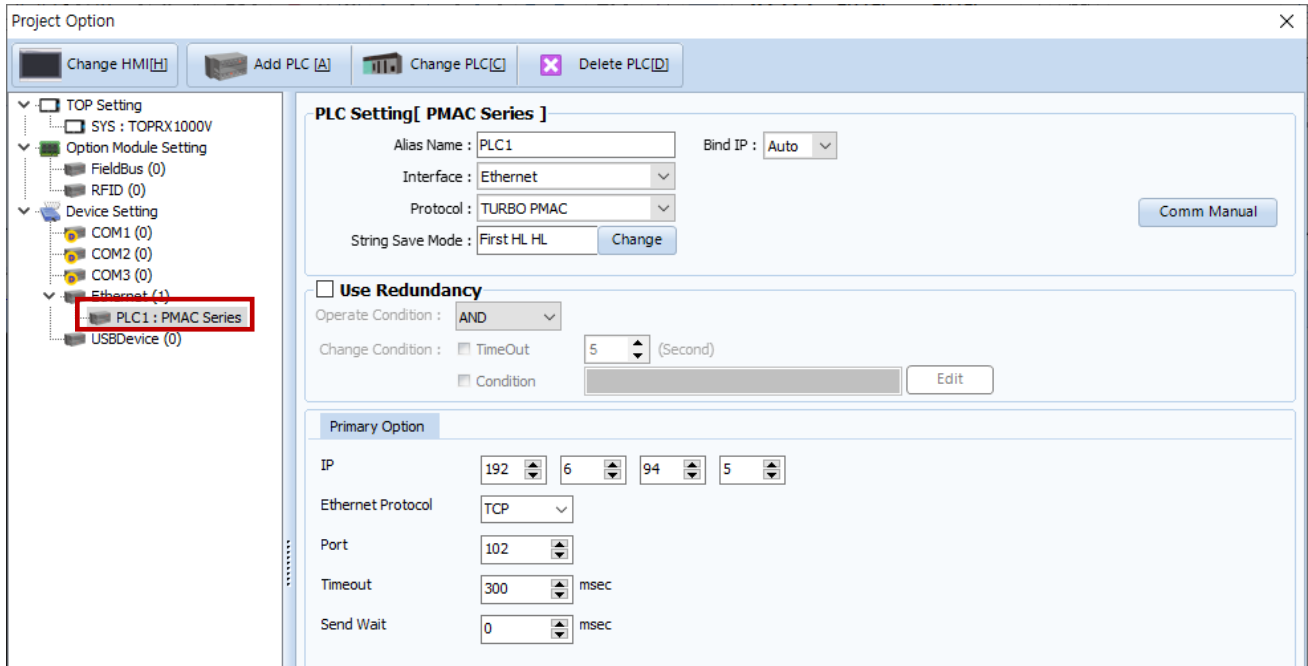 Project Option
Change HMI[H] Add PLC [A] Change PLC[C] Delete PLC[D]
TOP Setting
SYS : TOPRX1000V
Option Module Setting
FieldBus (0)
RFID (0)
Device Setting
COM1 (0)
COM2 (0)
COM3 (0)
Ethernet (1)
PLC1 : PMAC Series
USBDevice (0)
PLC Setting[ PMAC Series ]
Alias Name : PLC1 Bind IP : Auto
Interface : Ethernet
Protocol : TURBO PMAC Comm Manual
String Save Mode : First HL HL Change
Use Redundancy
Operate Condition : AND
Change Condition : TimeOut 5 (Second)
Condition Edit
Primary Option
IP 192 6 94 5
Ethernet Protocol TCP
Port 102
Timeout 300 msec
Send Wait 0 msec